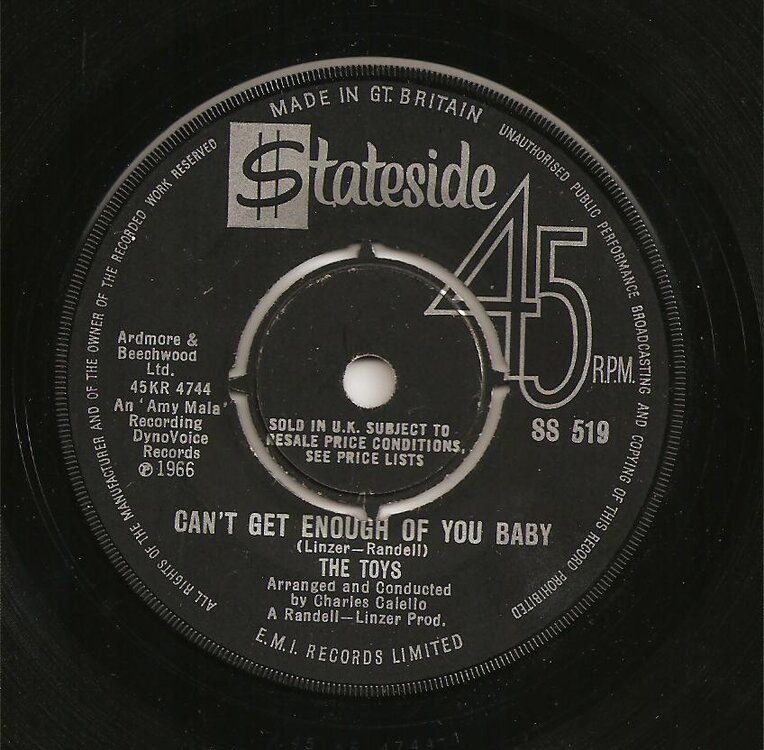 MADE IN GT. BRITAIN
$tateside
45
R.P.M.
UNAUTHORISED PUBLIC PERFORMANCE BROADCASTING AND COPYING OF THIS RECORD PROHIBITED
ALL RIGHTS OF THE MANUFACTURER AND OF THE OWNER OF THE RECORDED WORK RESERVED
Ardmore &
Beechwood
Ltd.
45KR 4744
An 'Amy Mala'
Recording
DynoVoice
Records
℗ 1966
SOLD IN U.K. SUBJECT TO
RESALE PRICE CONDITIONS,
SEE PRICE LISTS
SS 519
CAN'T GET ENOUGH OF YOU BABY
(Linzer—Randell)
THE TOYS
Arranged and Conducted
by Charles Calello
A Randell—Linzer Prod.
E.M.I. RECORDS LIMITED